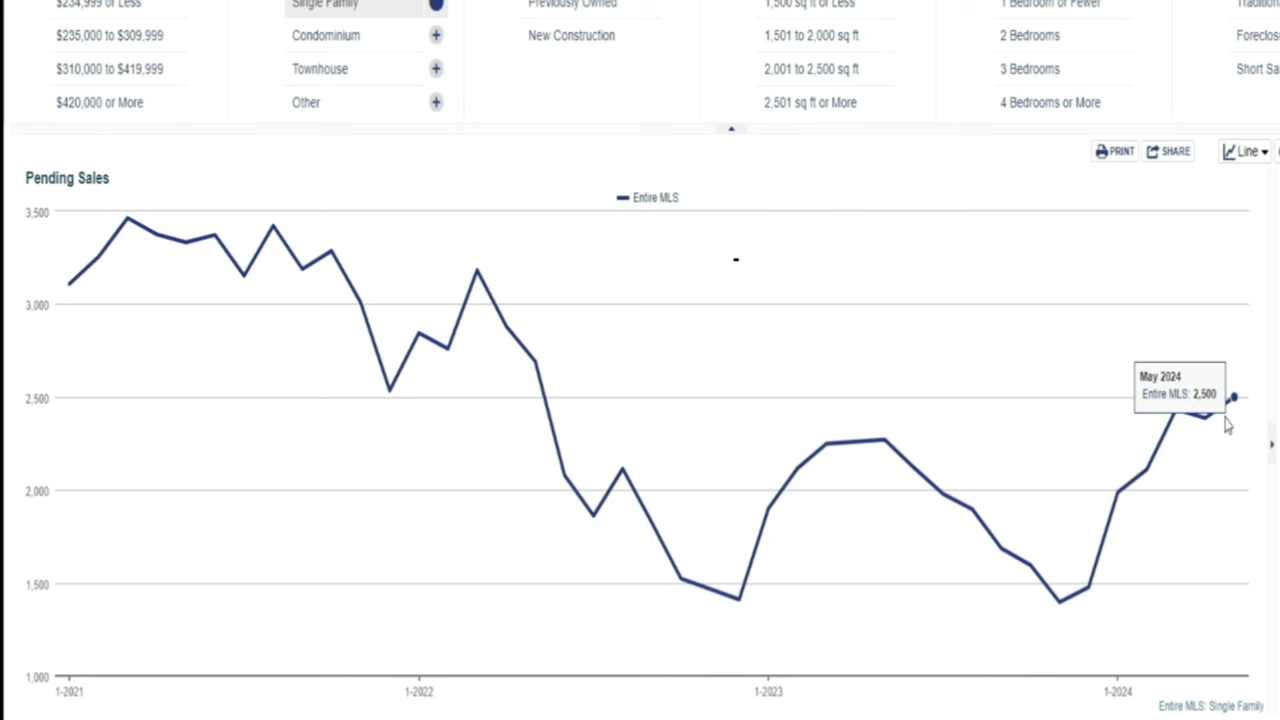 $234,999 or Less Single Family Previously Owned 1,500 sq ft or Less 1 Bedroom or Fewer
$235,000 to $309,999 Condominium + New Construction 1,501 to 2,000 sq ft 2 Bedrooms
$310,000 to $419,999 Townhouse + 2,001 to 2,500 sq ft 3 Bedrooms Short Sa
$420,000 or More Other + 2,501 sq ft or More 4 Bedrooms or More
PRINT SHARE Line
Pending Sales
Entire MLS
3,500
3,000
May 2024
Entire MLS: 2,500
2,500
2,000
1,500
1,000
1-2021 1-2022 1-2023 1-2024
Entire MLS: Single Family